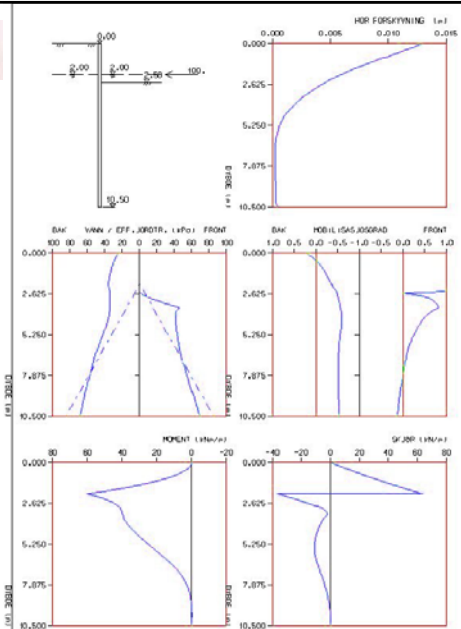 HOR FORSKYVNING (m)
0.00
0.000 0.005 0.010 0.015
0.000
2.00 2.00 2.50 100.
2.625
5.250
7.875
10.50
10.500
DYBDE (m)
BAK VANN / EFF.JORDTR. (kPa) FRONT
100 80 60 40 20 0 20 40 60 80 100
0.000
2.625
5.250
7.875
10.500
DYBDE (m)
BAK MOBILISASJOSGRAD FRONT
1.0 0.5 0.0 0.5 1.0 0.5 0.0 0.5 1.0
0.000
2.625
5.250
7.875
10.500
DYBDE (m)
MOMENT (kNm/m)
80 60 40 20 0 -20
0.000
2.625
5.250
7.875
10.500
DYBDE (m)
SKJÆR (kN/m)
-40 -20 0 20 40 60 80
0.000
2.625
5.250
7.875
10.500
DYBDE (m)